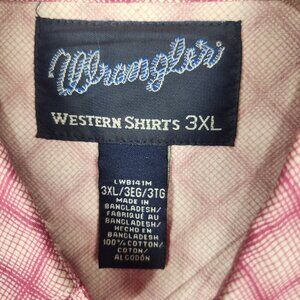 Wrangler
WESTERN SHIRTS 3XL
LW8141M
3XL/3EG/3TG
MADE IN
BANGLADESH/
FABRIQUÉ AU
BANGLADESH/
HECHO EN
BANGLADESH
100% COTTON/
COTON/
ALGODÓN